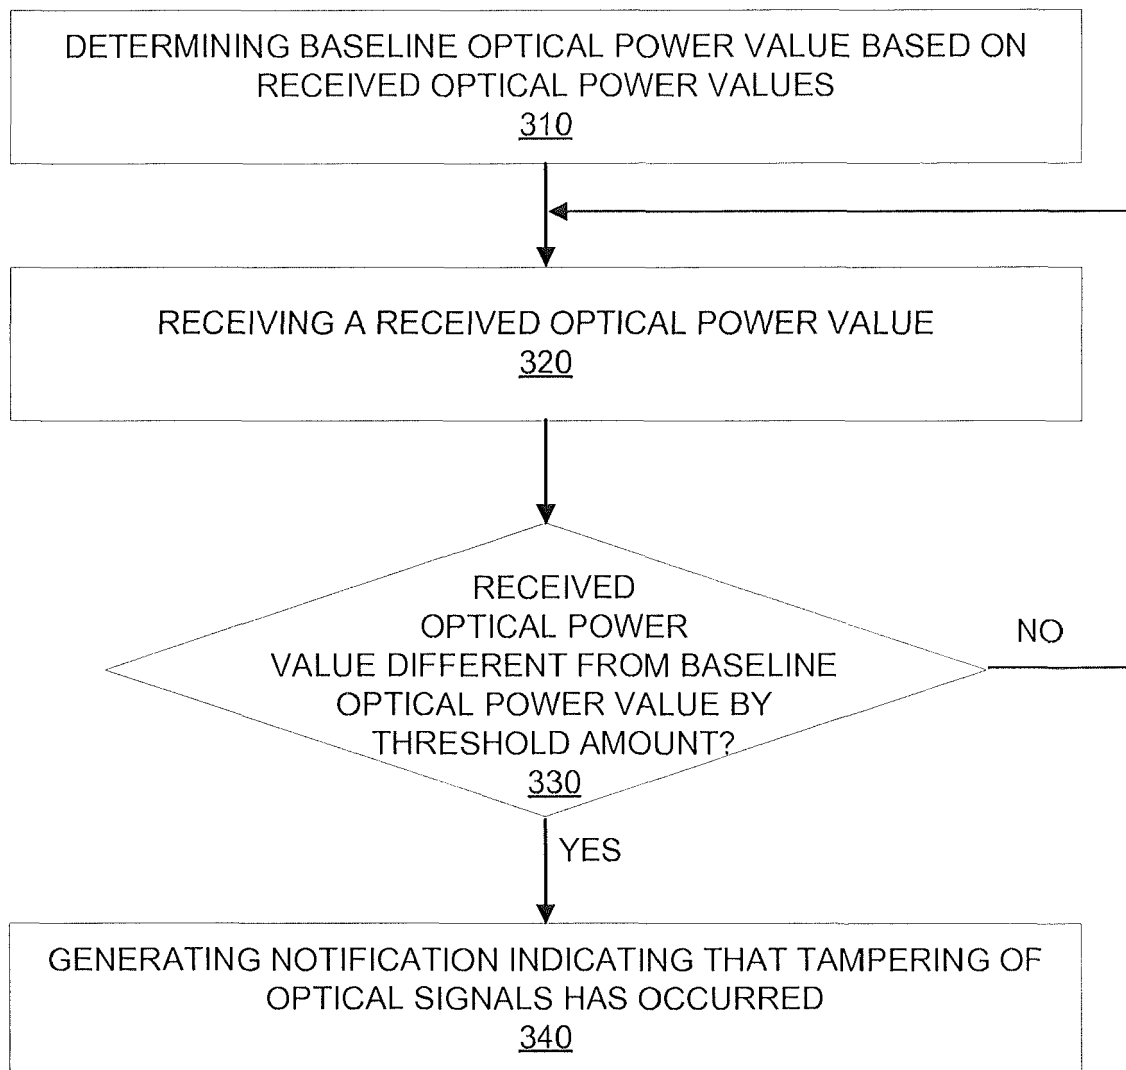 DETERMINING BASELINE OPTICAL POWER VALUE BASED ON
RECEIVED OPTICAL POWER VALUES
310
RECEIVING A RECEIVED OPTICAL POWER VALUE
320
RECEIVED
OPTICAL POWER
VALUE DIFFERENT FROM BASELINE
OPTICAL POWER VALUE BY
THRESHOLD AMOUNT?
330
NO
YES
GENERATING NOTIFICATION INDICATING THAT TAMPERING OF
OPTICAL SIGNALS HAS OCCURRED
340